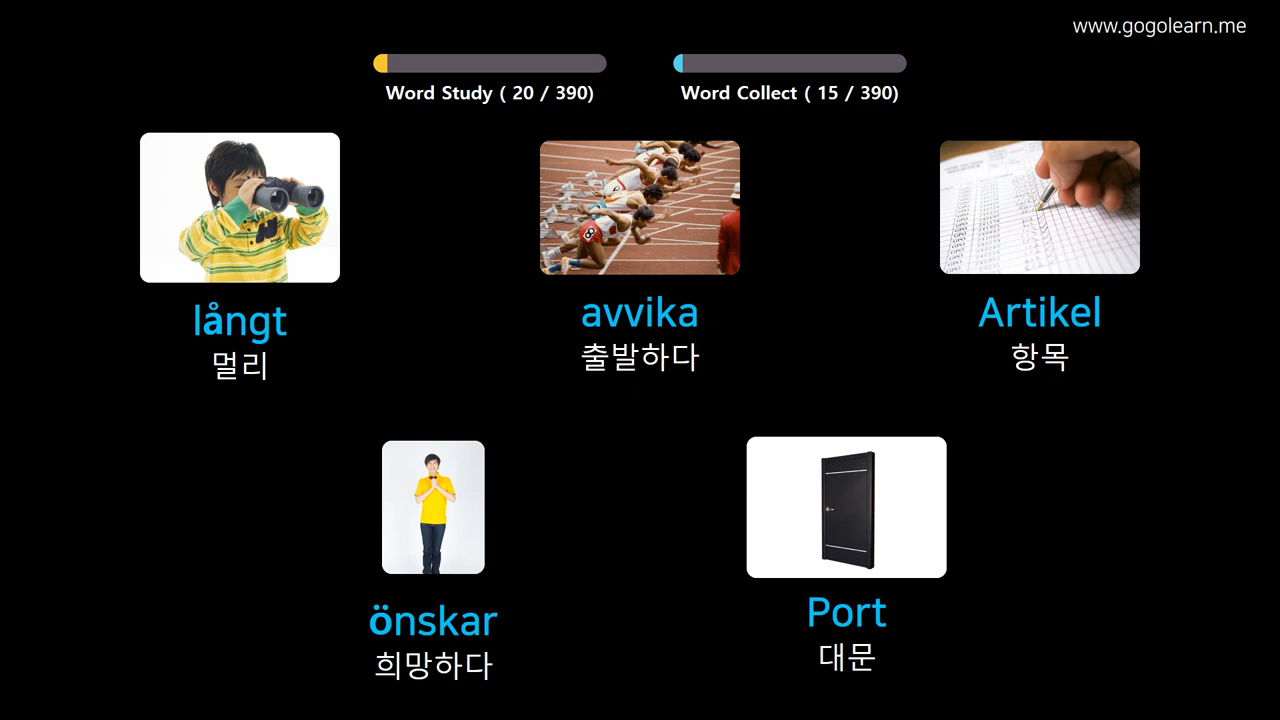 www.gogolearn.me
Word Study ( 20 / 390)
Word Collect ( 15 / 390)
långt
멀리
avvika
출발하다
Artikel
항목
önskar
희망하다
Port
대문